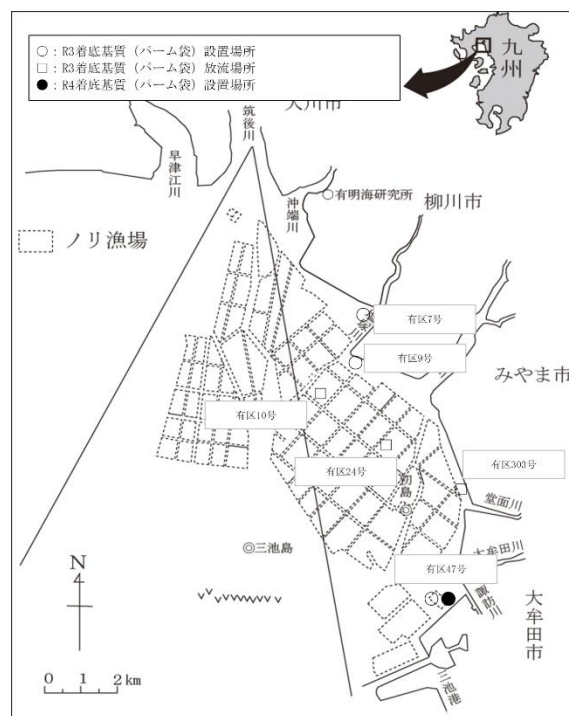 ○：R3着底基質（パーム袋）設置場所
□：R3着底基質（パーム袋）放流場所
●：R4着底基質（パーム袋）設置場所
九州
大川市
筑後川
早津江川
沖端川
有明海研究所
柳川市
ノリ漁場
有区7号
有区9号
みやま市
有区10号
有区24号
有区303号
初島
堂面川
三池島
大牟田川
有区47号
諏訪川
大牟田市
N
三池港
0 1 2km